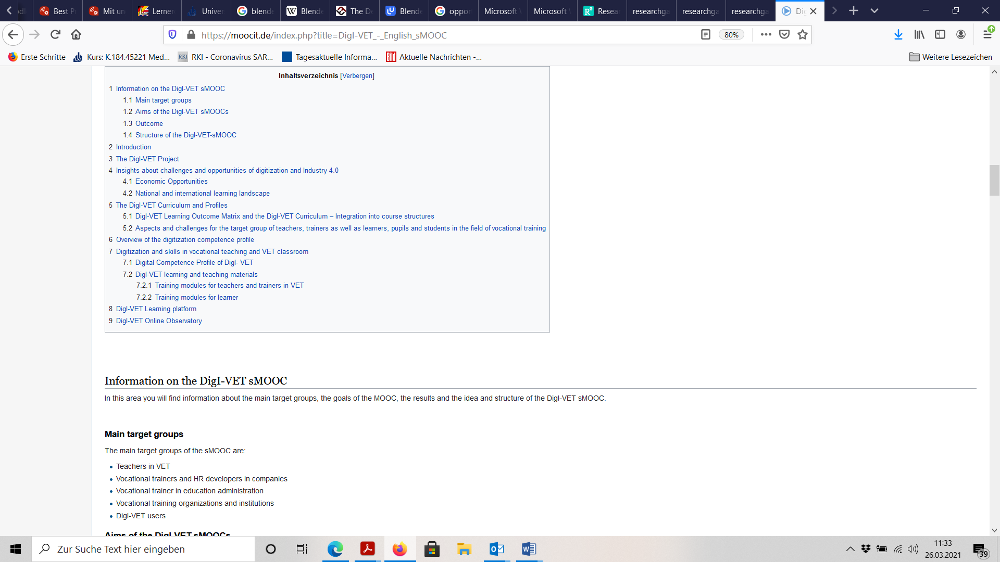 Best P
Mit un
Lerner
Univer
blende
Blende
The De
Blende
oppor
Microsoft
Microsoft
Resear
researchga
researchga
researchga
Dig
https://moocit.de/index.php?title=DigI-VET_-_English_sMOOC
80%
Erste Schritte
Kurs: K.184.45221 Med...
RKI - Coronavirus SAR...
Tagesaktuelle Informa...
Aktuelle Nachrichten -...
Weitere Lesezeichen
Inhaltsverzeichnis [Verbergen]
1 Information on the DigI-VET sMOOC
1.1 Main target groups
1.2 Aims of the DigI-VET sMOOCs
1.3 Outcome
1.4 Structure of the DigI-VET-sMOOC
2 Introduction
3 The DigI-VET Project
4 Insights about challenges and opportunities of digitization and Industry 4.0
4.1 Economic Opportunities
4.2 National and international learning landscape
5 The DigI-VET Curriculum and Profiles
5.1 DigI-VET Learning Outcome Matrix and the DigI-VET Curriculum – Integration into course structures
5.2 Aspects and challenges for the target group of teachers, trainers as well as learners, pupils and students in the field of vocational training
6 Overview of the digitization competence profile
7 Digitization and skills in vocational teaching and VET classroom
7.1 Digital Competence Profile of DigI- VET
7.2 DigI-VET learning and teaching materials
7.2.1 Training modules for teachers and trainers in VET
7.2.2 Training modules for learner
8 DigI-VET Learning platform
9 DigI-VET Online Observatory
Information on the DigI-VET sMOOC
In this area you will find information about the main target groups, the goals of the MOOC, the results and the idea and structure of the DigI-VET sMOOC.
Main target groups
The main target groups of the sMOOC are:
• Teachers in VET
• Vocational trainers and HR developers in companies
• Vocational trainer in education administration
• Vocational training organizations and institutions
• DigI-VET users
Aims of the DigI-VET sMOOCs
Zur Suche Text hier eingeben
11:33
26.03.2021
39